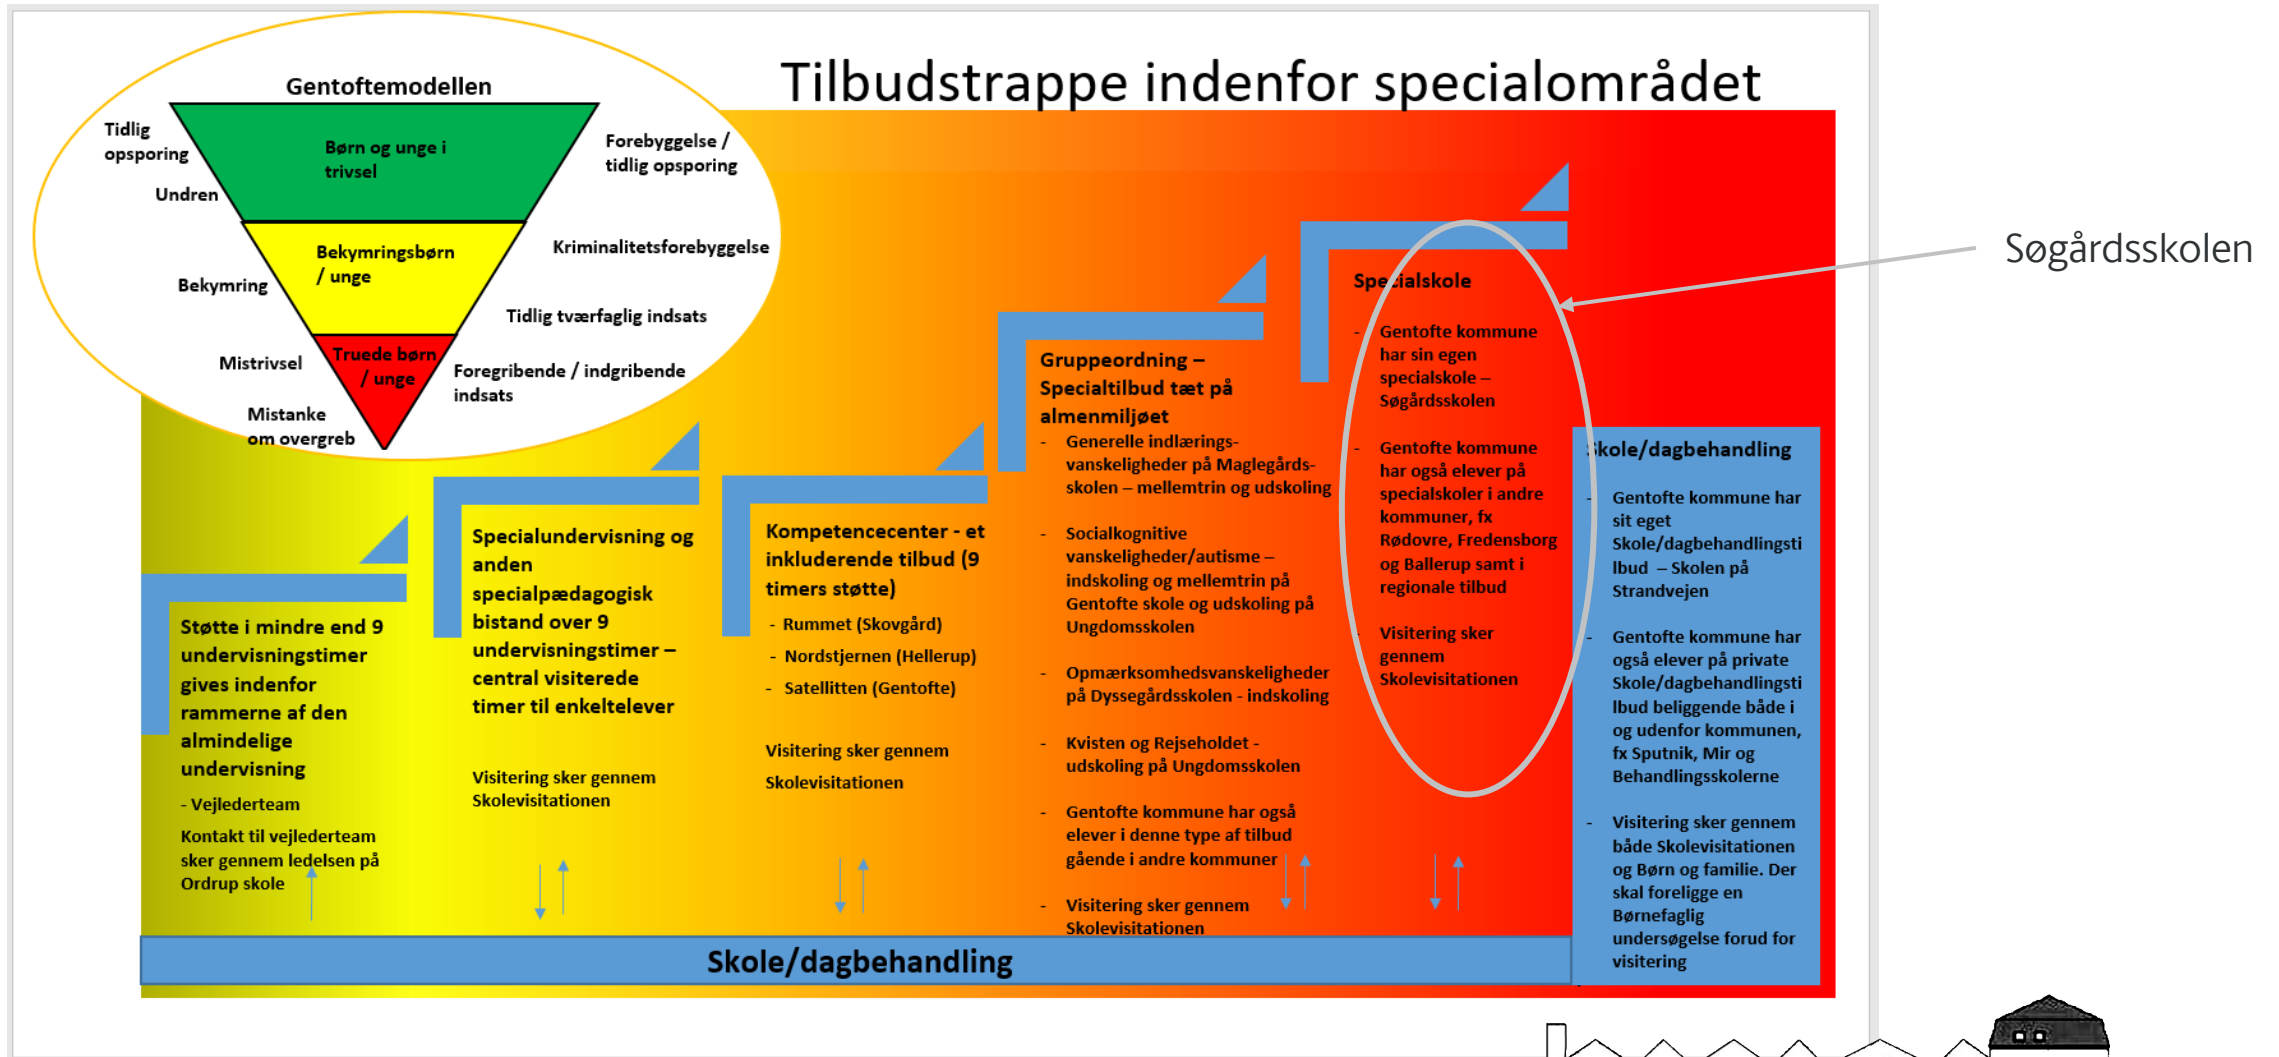 Tilbudstrappe indenfor specialområdet
Gentoftemodellen
Tidlig
opsporing
Undren
Bekymring
Mistrivsel
Mistanke
om overgreb
Børn og unge i
trivsel
Bekymringsbørn
/ unge
Truede børn
/ unge
Forebyggelse /
tidlig opsporing
Kriminalitetsforebyggelse
Tidlig tværfaglig indsats
Foregribende / indgribende
indsats
Støtte i mindre end 9
undervisningstimer
gives indenfor
rammerne af den
almindelige
undervisning
- Vejlederteam
Kontakt til vejlederteam
sker gennem ledelsen på
Ordrup skole
Specialundervisning og
anden
specialpædagogisk
bistand over 9
undervisningstimer –
central visiterede
timer til enkeltelever
Visitering sker gennem
Skolevisitationen
Kompetencecenter - et
inkluderende tilbud (9
timers støtte)
- Rummet (Skovgård)
- Nordstjernen (Hellerup)
- Satellitten (Gentofte)
Visitering sker gennem
Skolevisitationen
Gruppeordning –
Specialtilbud tæt på
almenmiljøet
- Generelle indlærings-
vanskeligheder på Maglegårds-
skolen – mellemtrin og udskoling
- Socialkognitive
vanskeligheder/autisme –
indskoling og mellemtrin på
Gentofte skole og udskoling på
Ungdomsskolen
- Opmærksomhedsvanskeligheder
på Dyssegårdsskolen - indskoling
- Kvisten og Rejseholdet -
udskoling på Ungdomsskolen
- Gentofte kommune har også
elever i denne type af tilbud
gående i andre kommuner
- Visitering sker gennem
Skolevisitationen
Specialskole
- Gentofte kommune
har sin egen
specialskole –
Søgårdsskolen
- Gentofte kommune
har også elever på
specialskoler i andre
kommuner, fx
Rødovre, Fredensborg
og Ballerup samt i
regionale tilbud
- Visitering sker
gennem
Skolevisitationen
Skole/dagbehandling
- Gentofte kommune har
sit eget
Skole/dagbehandlingsti
lbud – Skolen på
Strandvejen
- Gentofte kommune har
også elever på private
Skole/dagbehandlingsti
lbud beliggende både i
og udenfor kommunen,
fx Sputnik, Mir og
Behandlingsskolerne
- Visitering sker gennem
både Skolevisitationen
og Børn og familie. Der
skal foreligge en
Børnefaglig
undersøgelse forud for
visitering
Skole/dagbehandling
Søgårdsskolen